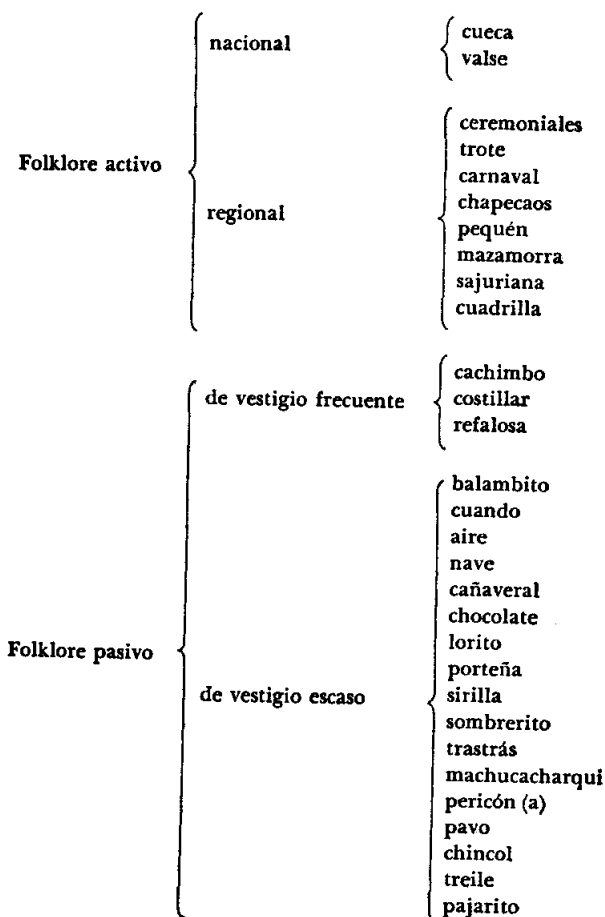 Folklore activo
nacional
cueca
valse
regional
ceremoniales
trote
carnaval
chapecaos
pequén
mazamorra
sajuriana
cuadrilla
Folklore pasivo
de vestigio frecuente
cachimbo
costillar
refalosa
de vestigio escaso
balambito
cuando
aire
nave
cañaveral
chocolate
lorito
porteña
sirilla
sombrerito
trastrás
machucacharqui
pericón (a)
pavo
chincol
treile
pajarito